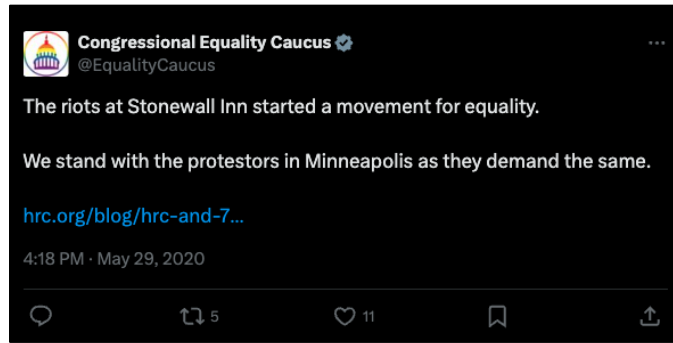 Congressional Equality Caucus
@EqualityCaucus
The riots at Stonewall Inn started a movement for equality.
We stand with the protestors in Minneapolis as they demand the same.
hrc.org/blog/hrc-and-7...
4:18 PM · May 29, 2020
5 11